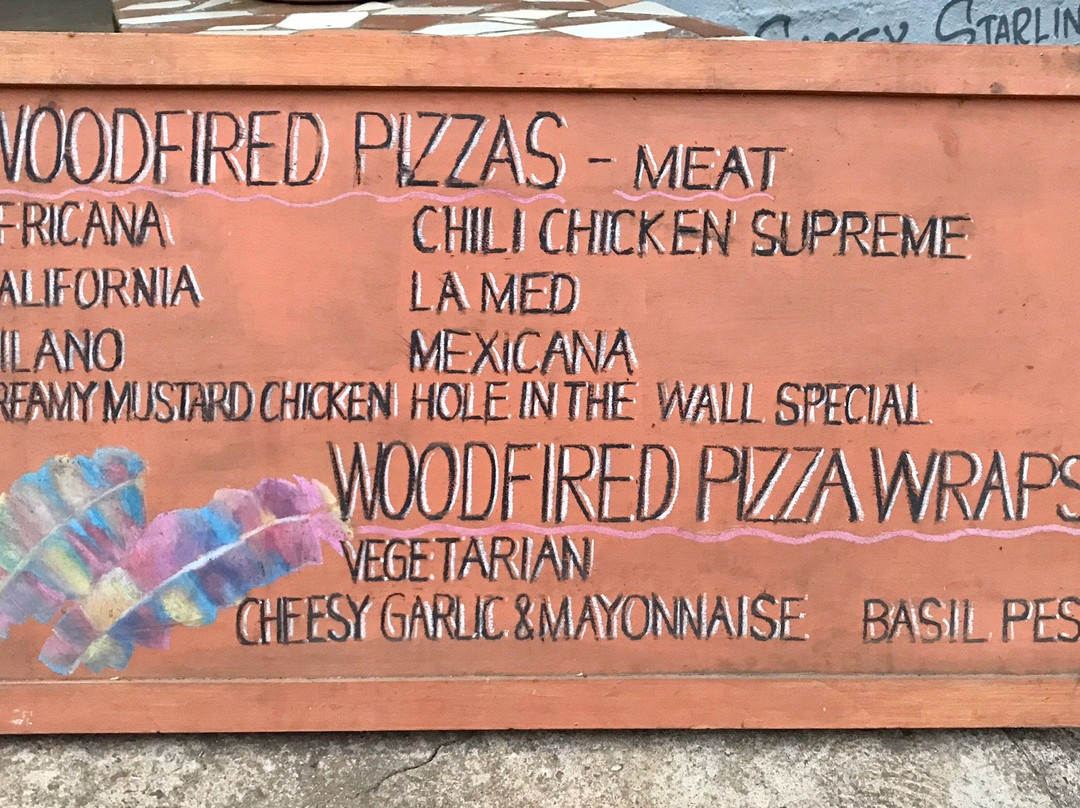 STARLIN
WOODFIRED PIZZAS - MEAT
FRICANA CHILI CHICKEN SUPREME
ALIFORNIA LA MED
ILANO MEXICANA
REAMY MUSTARD CHICKEN HOLE IN THE WALL SPECIAL
WOODFIRED PIZZA WRAPS
VEGETARIAN
CHEESY GARLIC & MAYONNAISE BASIL PES